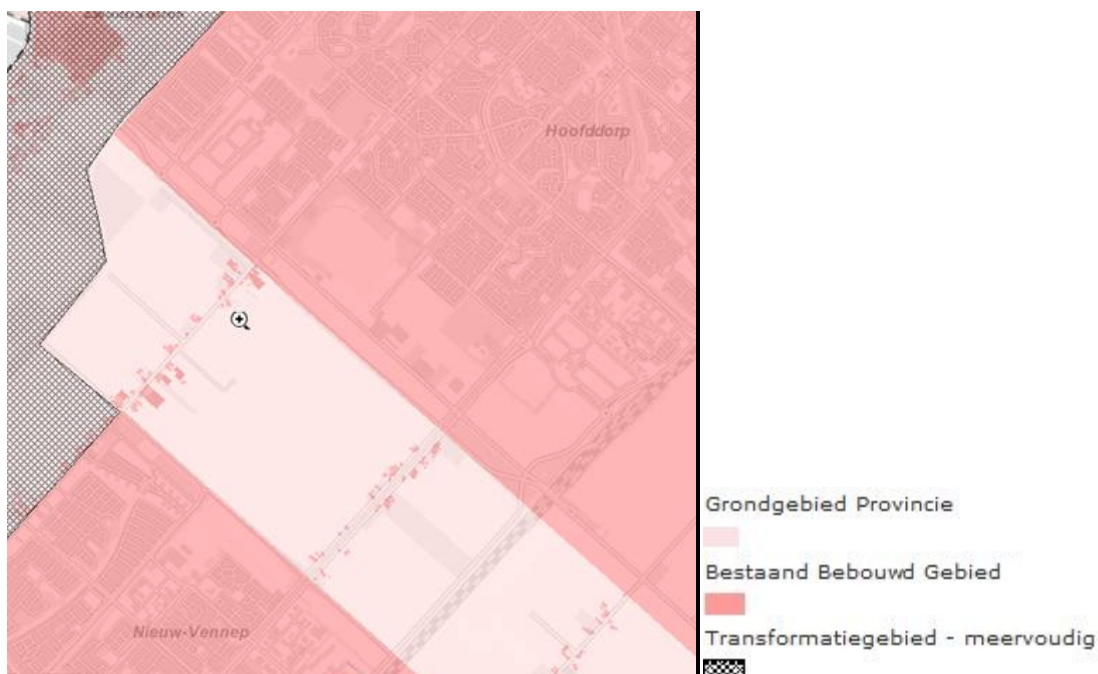 Hoofddorp
Nieuw-Vennep
Grondgebied Provincie
Bestaand Bebouwd Gebied
Transformatiegebied - meervoudig